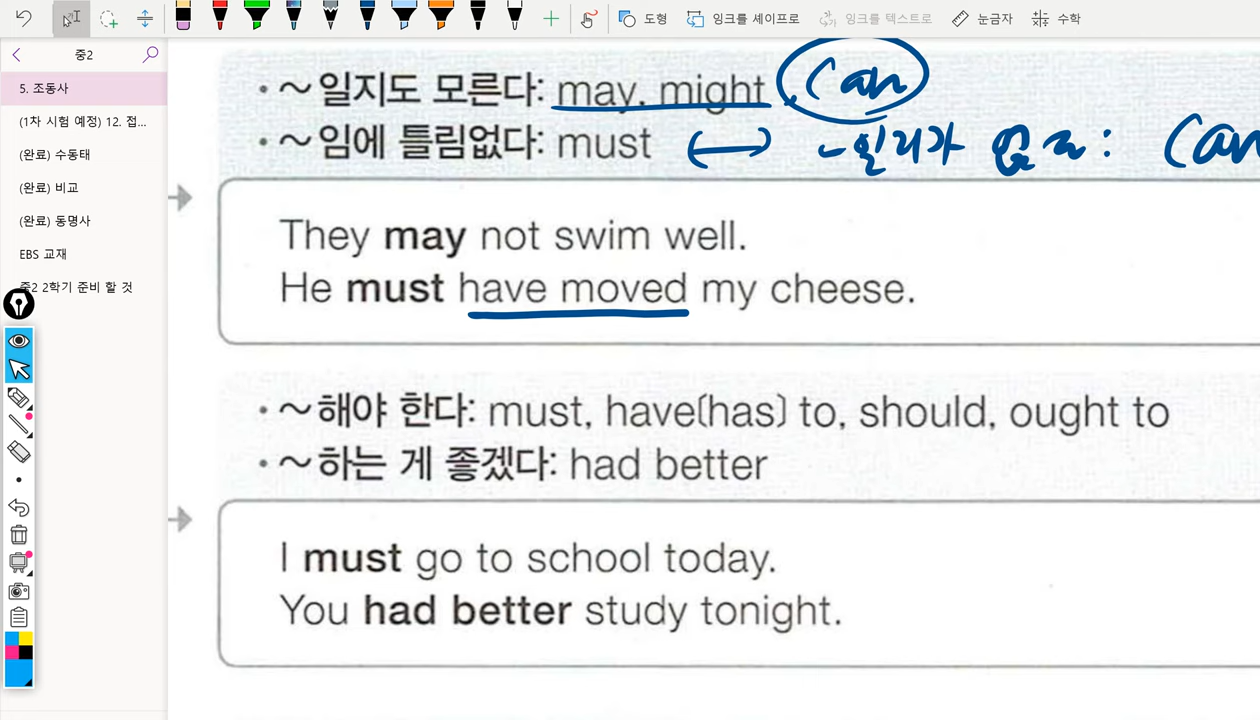 도형 잉크를 셰이프로 잉크를 텍스트로 눈금자 수학
중2
5. 조동사
(1차 시험 예정) 12. 접...
(완료) 수동태
(완료) 비교
(완료) 동명사
EBS 교재
중2 2학기 준비 할 것
· ~일지도 모른다: may, might, can
· ~임에 틀림없다: must ↔ ~일리가 없다: can
They may not swim well.
He must have moved my cheese.
· ~해야 한다: must, have(has) to, should, ought to
· ~하는 게 좋겠다: had better
I must go to school today.
You had better study tonight.